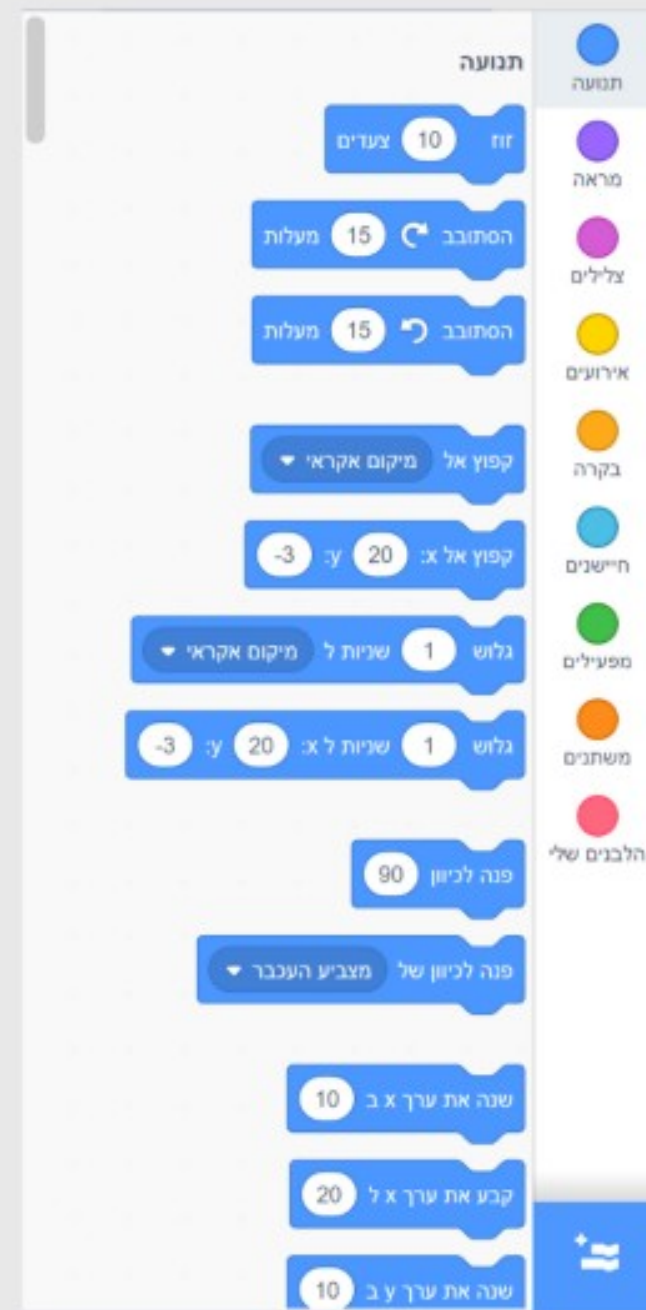 תנועה
זוז 10 צעדים
הסתובב 15 מעלות
הסתובב 15 מעלות
קפוץ אל מיקום אקראי
קפוץ אל x: 20 y: -3
גלוש 1 שניות ל מיקום אקראי
גלוש 1 שניות ל x: 20 y: -3
פנה לכיוון 90
פנה לכיוון של מצביע העכבר
שנה את ערך x ב 10
קבע את ערך x ל 20
שנה את ערך y ב 10
תנועה
מראה
צלילים
אירועים
בקרה
חיישנים
מפעילים
משתנים
הלבנים שלי